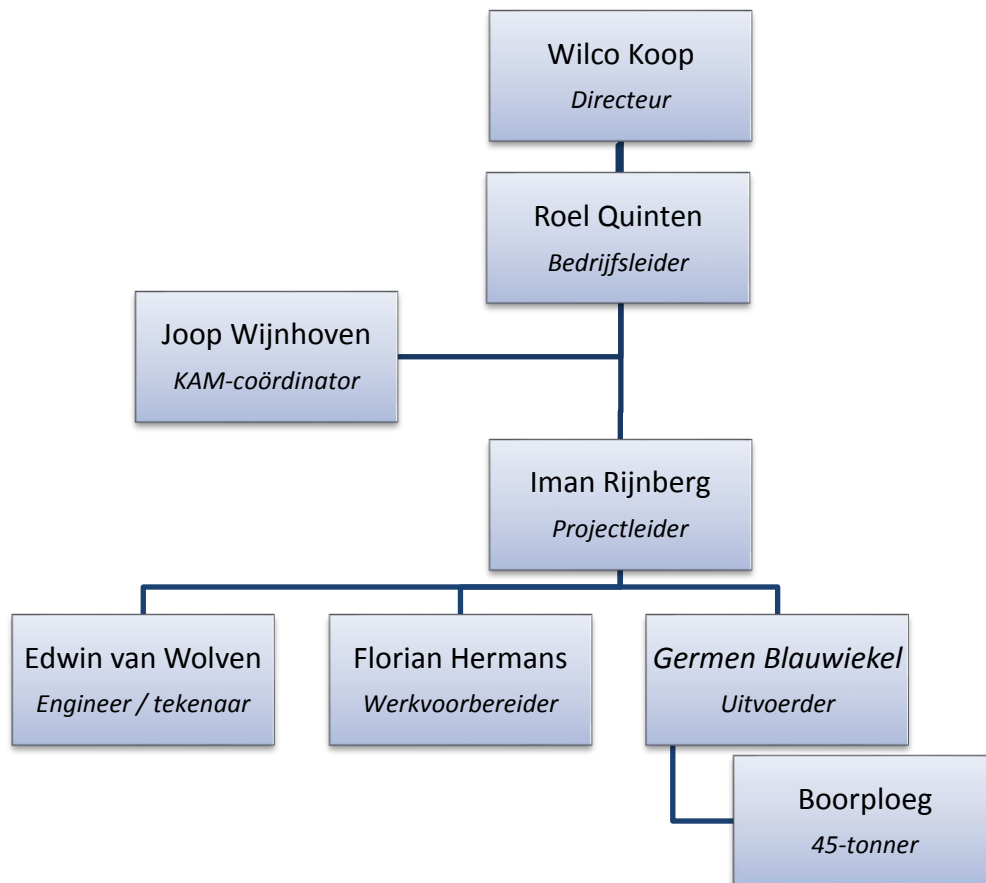 Wilco Koop
Directeur
Roel Quinten
Bedrijfsleider
Joop Wijnhoven
KAM-coördinator
Iman Rijnberg
Projectleider
Edwin van Wolven
Engineer / tekenaar
Florian Hermans
Werkvoorbereider
Germen Blauwiekel
Uitvoerder
Boorploeg
45-tonner